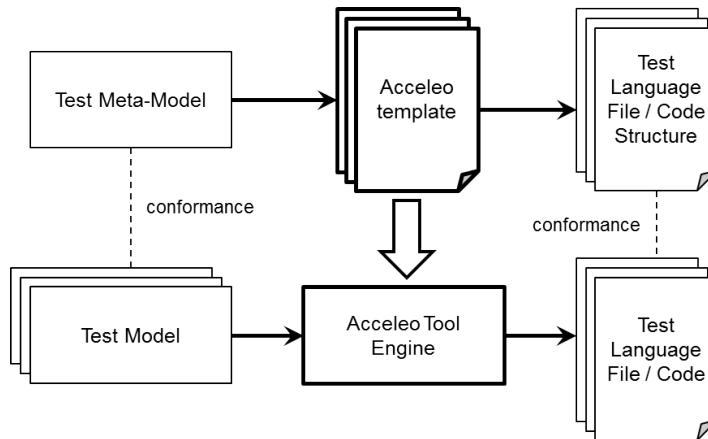 Test Meta-Model
Acceleo
template
Test
Language
File / Code
Structure
conformance
conformance
Test Model
Acceleo Tool
Engine
Test
Language
File / Code